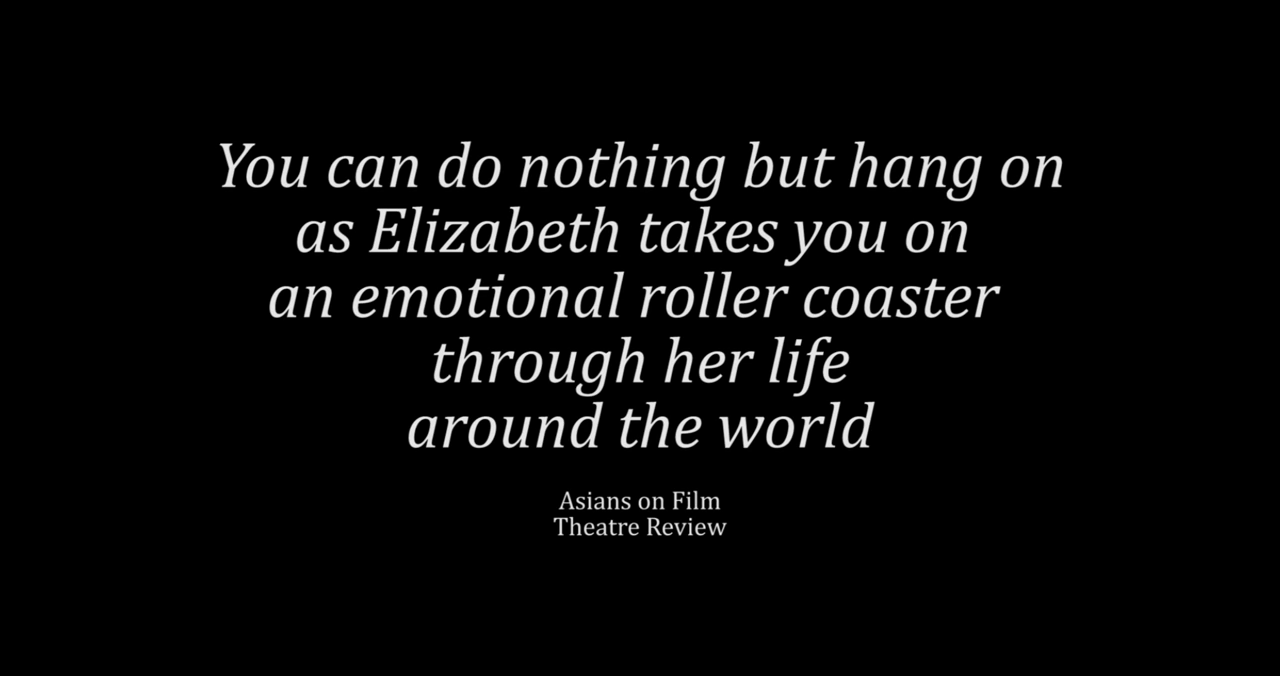 You can do nothing but hang on
as Elizabeth takes you on
an emotional roller coaster
through her life
around the world
Asians on Film
Theatre Review